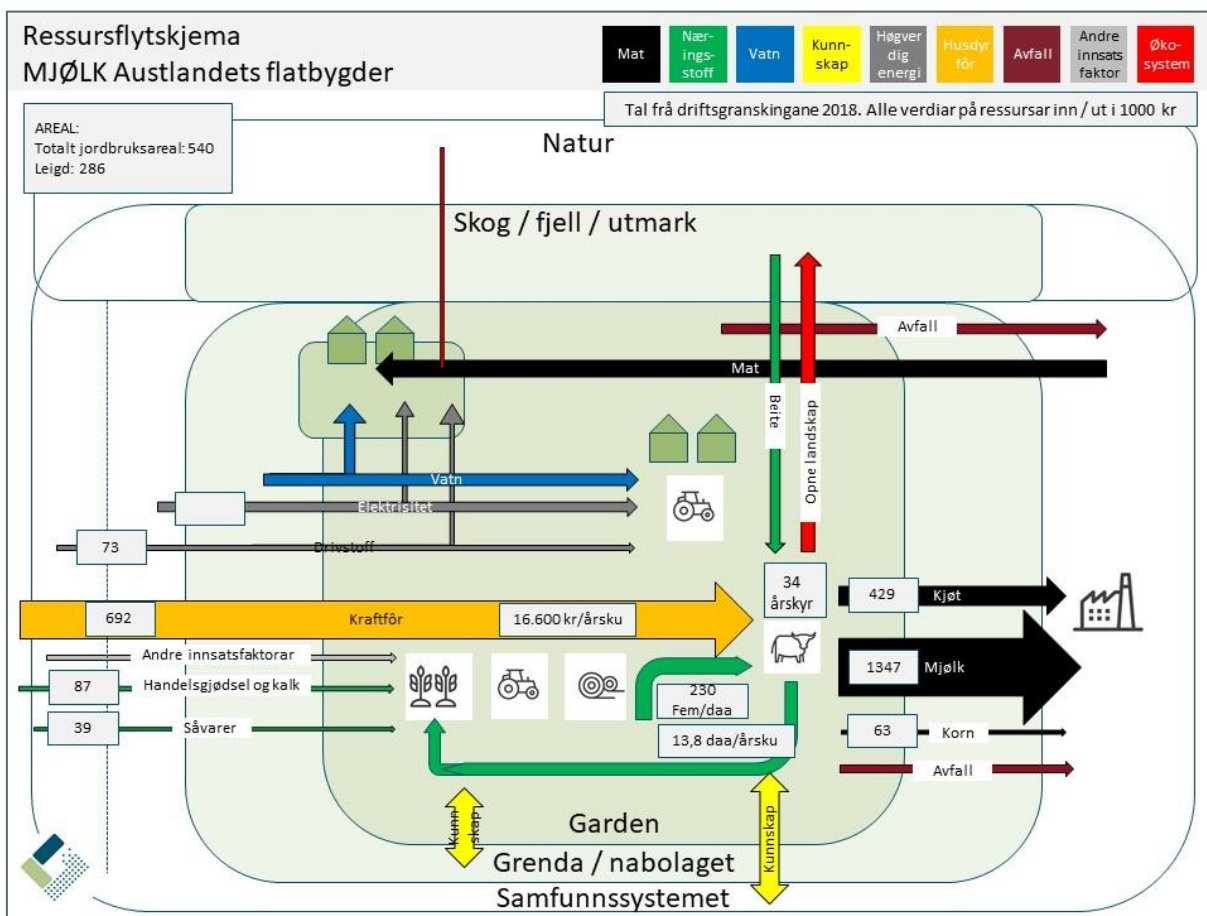 Ressursflytskjema
MJØLK Austlandets flatbygder
Mat
Nær-
ings-
stoff
Vatn
Kunn-
skap
Høgver
dig
energi
Husdyr
fôr
Avfall
Andre
innsats
faktor
Øko-
system
Tal frå driftsgranskingane 2018. Alle verdiar på ressursar inn / ut i 1000 kr
AREAL:
Totalt jordbruksareal: 540
Leigd: 286
Natur
Skog / fjell / utmark
Avfall
Mat
Beite
Opne landskap
Vatn
Elektrisitet
73
Drivstoff
34
årskyr
692
Kraftfôr
16.600 kr/årsku
429
Kjøt
Andre innsatsfaktorar
1347
Mjølk
87
Handelsgjødsel og kalk
230
Fem/daa
39
Såvarer
13,8 daa/årsku
63
Korn
Avfall
Kunn
skap
Kunnskap
Garden
Grenda / nabolaget
Samfunnssystemet